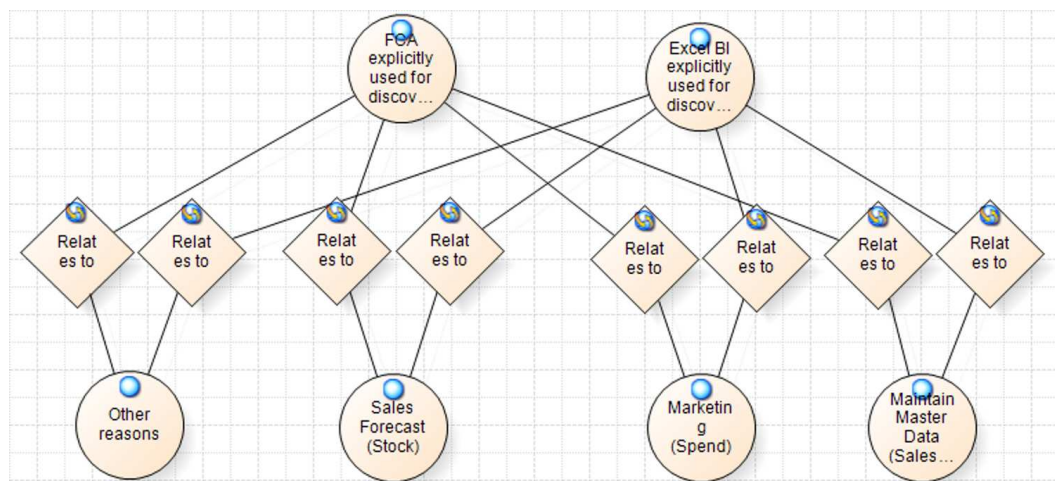 FCA
explicitly
used for
discov...
Excel BI
explicitly
used for
discov...
Relat
es to
Relat
es to
Relat
es to
Relat
es to
Relat
es to
Relat
es to
Relat
es to
Relat
es to
Other
reasons
Sales
Forecast
(Stock)
Marketin
g
(Spend)
Maintain
Master
Data
(Sales...